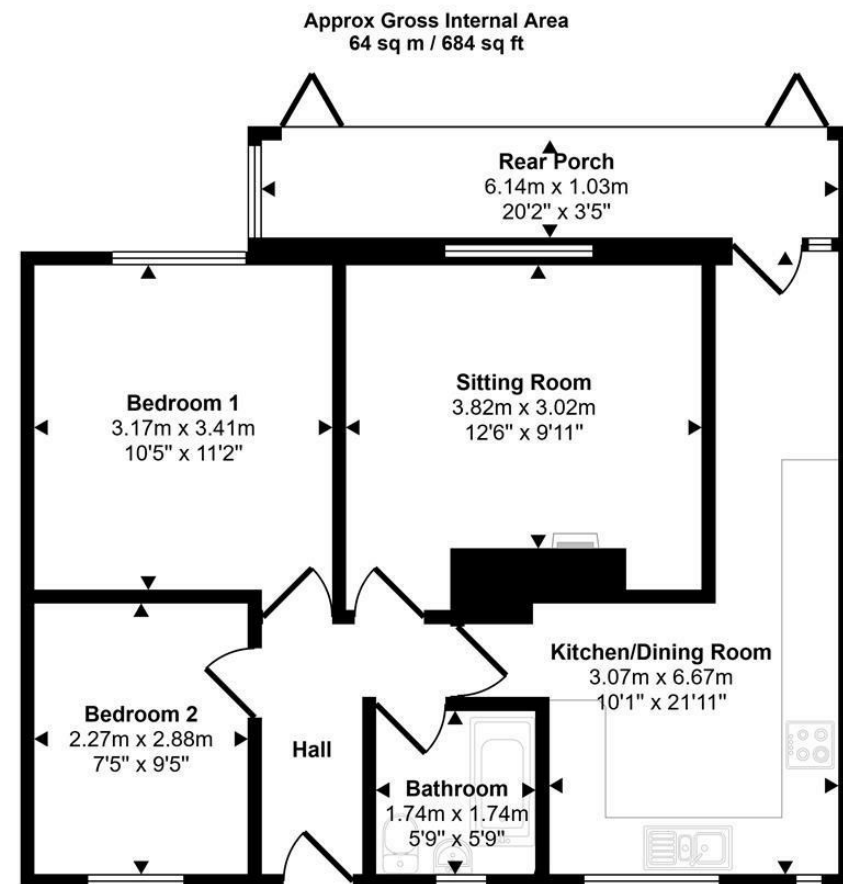 Approx Gross Internal Area
64 sq m / 684 sq ft
Rear Porch
6.14m x 1.03m
20'2" x 3'5"
Bedroom 1
3.17m x 3.41m
10'5" x 11'2"
Sitting Room
3.82m x 3.02m
12'6" x 9'11"
Kitchen/Dining Room
3.07m x 6.67m
10'1" x 21'11"
Bedroom 2
2.27m x 2.88m
7'5" x 9'5"
Hall
Bathroom
1.74m x 1.74m
5'9" x 5'9"